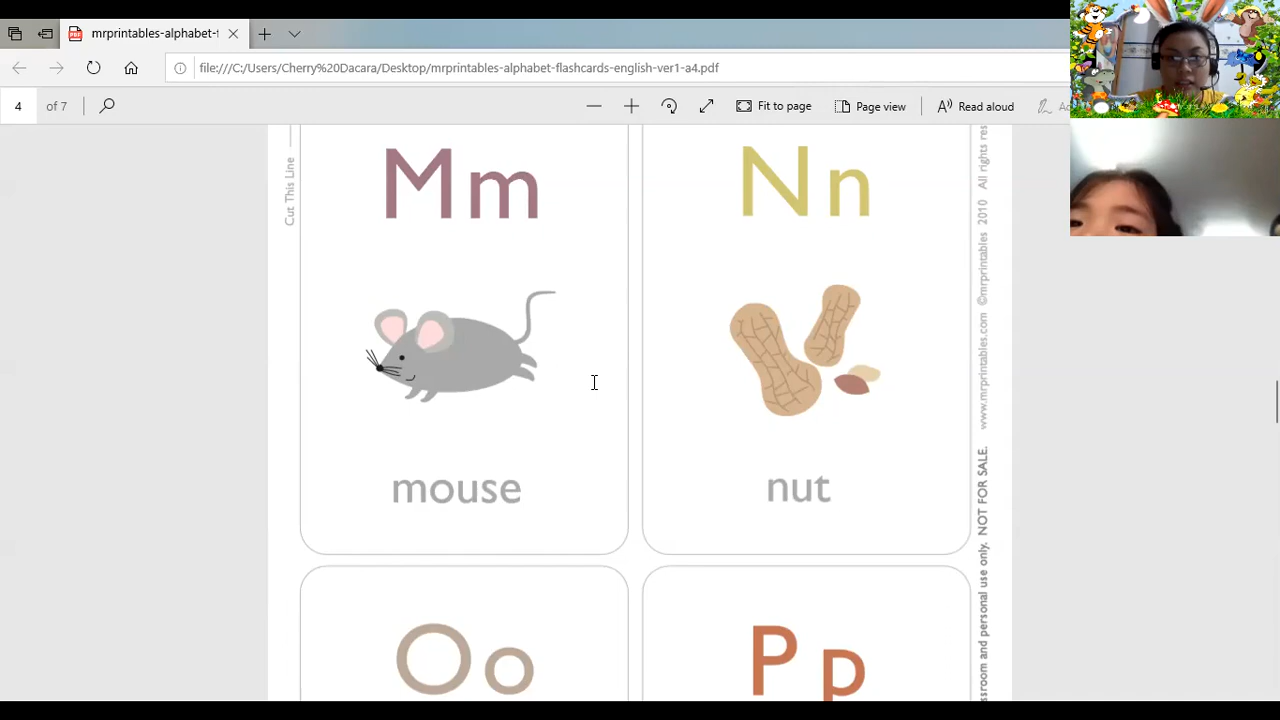 mrprintables-alphabet-f
file:///C:/Users/Cherry%20Dacara/Desktop/mrprintables-alphabet-flashcards-english-ver1-a4.pdf
4 of 7
Fit to page
Page view
Read aloud
Cut This Line
Mm
Nn
mouse
nut
Oo
Pp
www.mrprintables.com ©mrprintables 2010 All rights res
ssroom and personal use only. NOT FOR SALE.